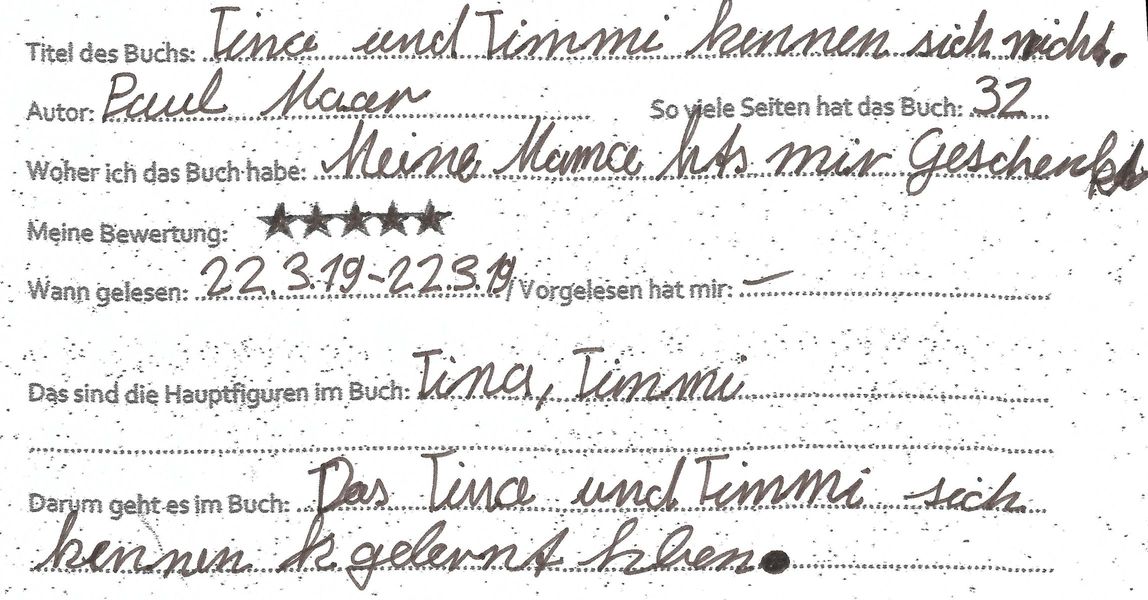 Titel des Buchs: Tina und Timmi kennen sich nicht.
Autor: Paul Maar So viele Seiten hat das Buch: 32
Woher ich das Buch habe: Meine Mama hts mir Geschenkt
Meine Bewertung: ★★★★★
Wann gelesen: 22.3.19-22.3.19/Vorgelesen hat mir: –
Das sind die Hauptfiguren im Buch: Tina, Timmi
Darum geht es im Buch: Das Tina und Timmi sich
kennen gelernt hben.